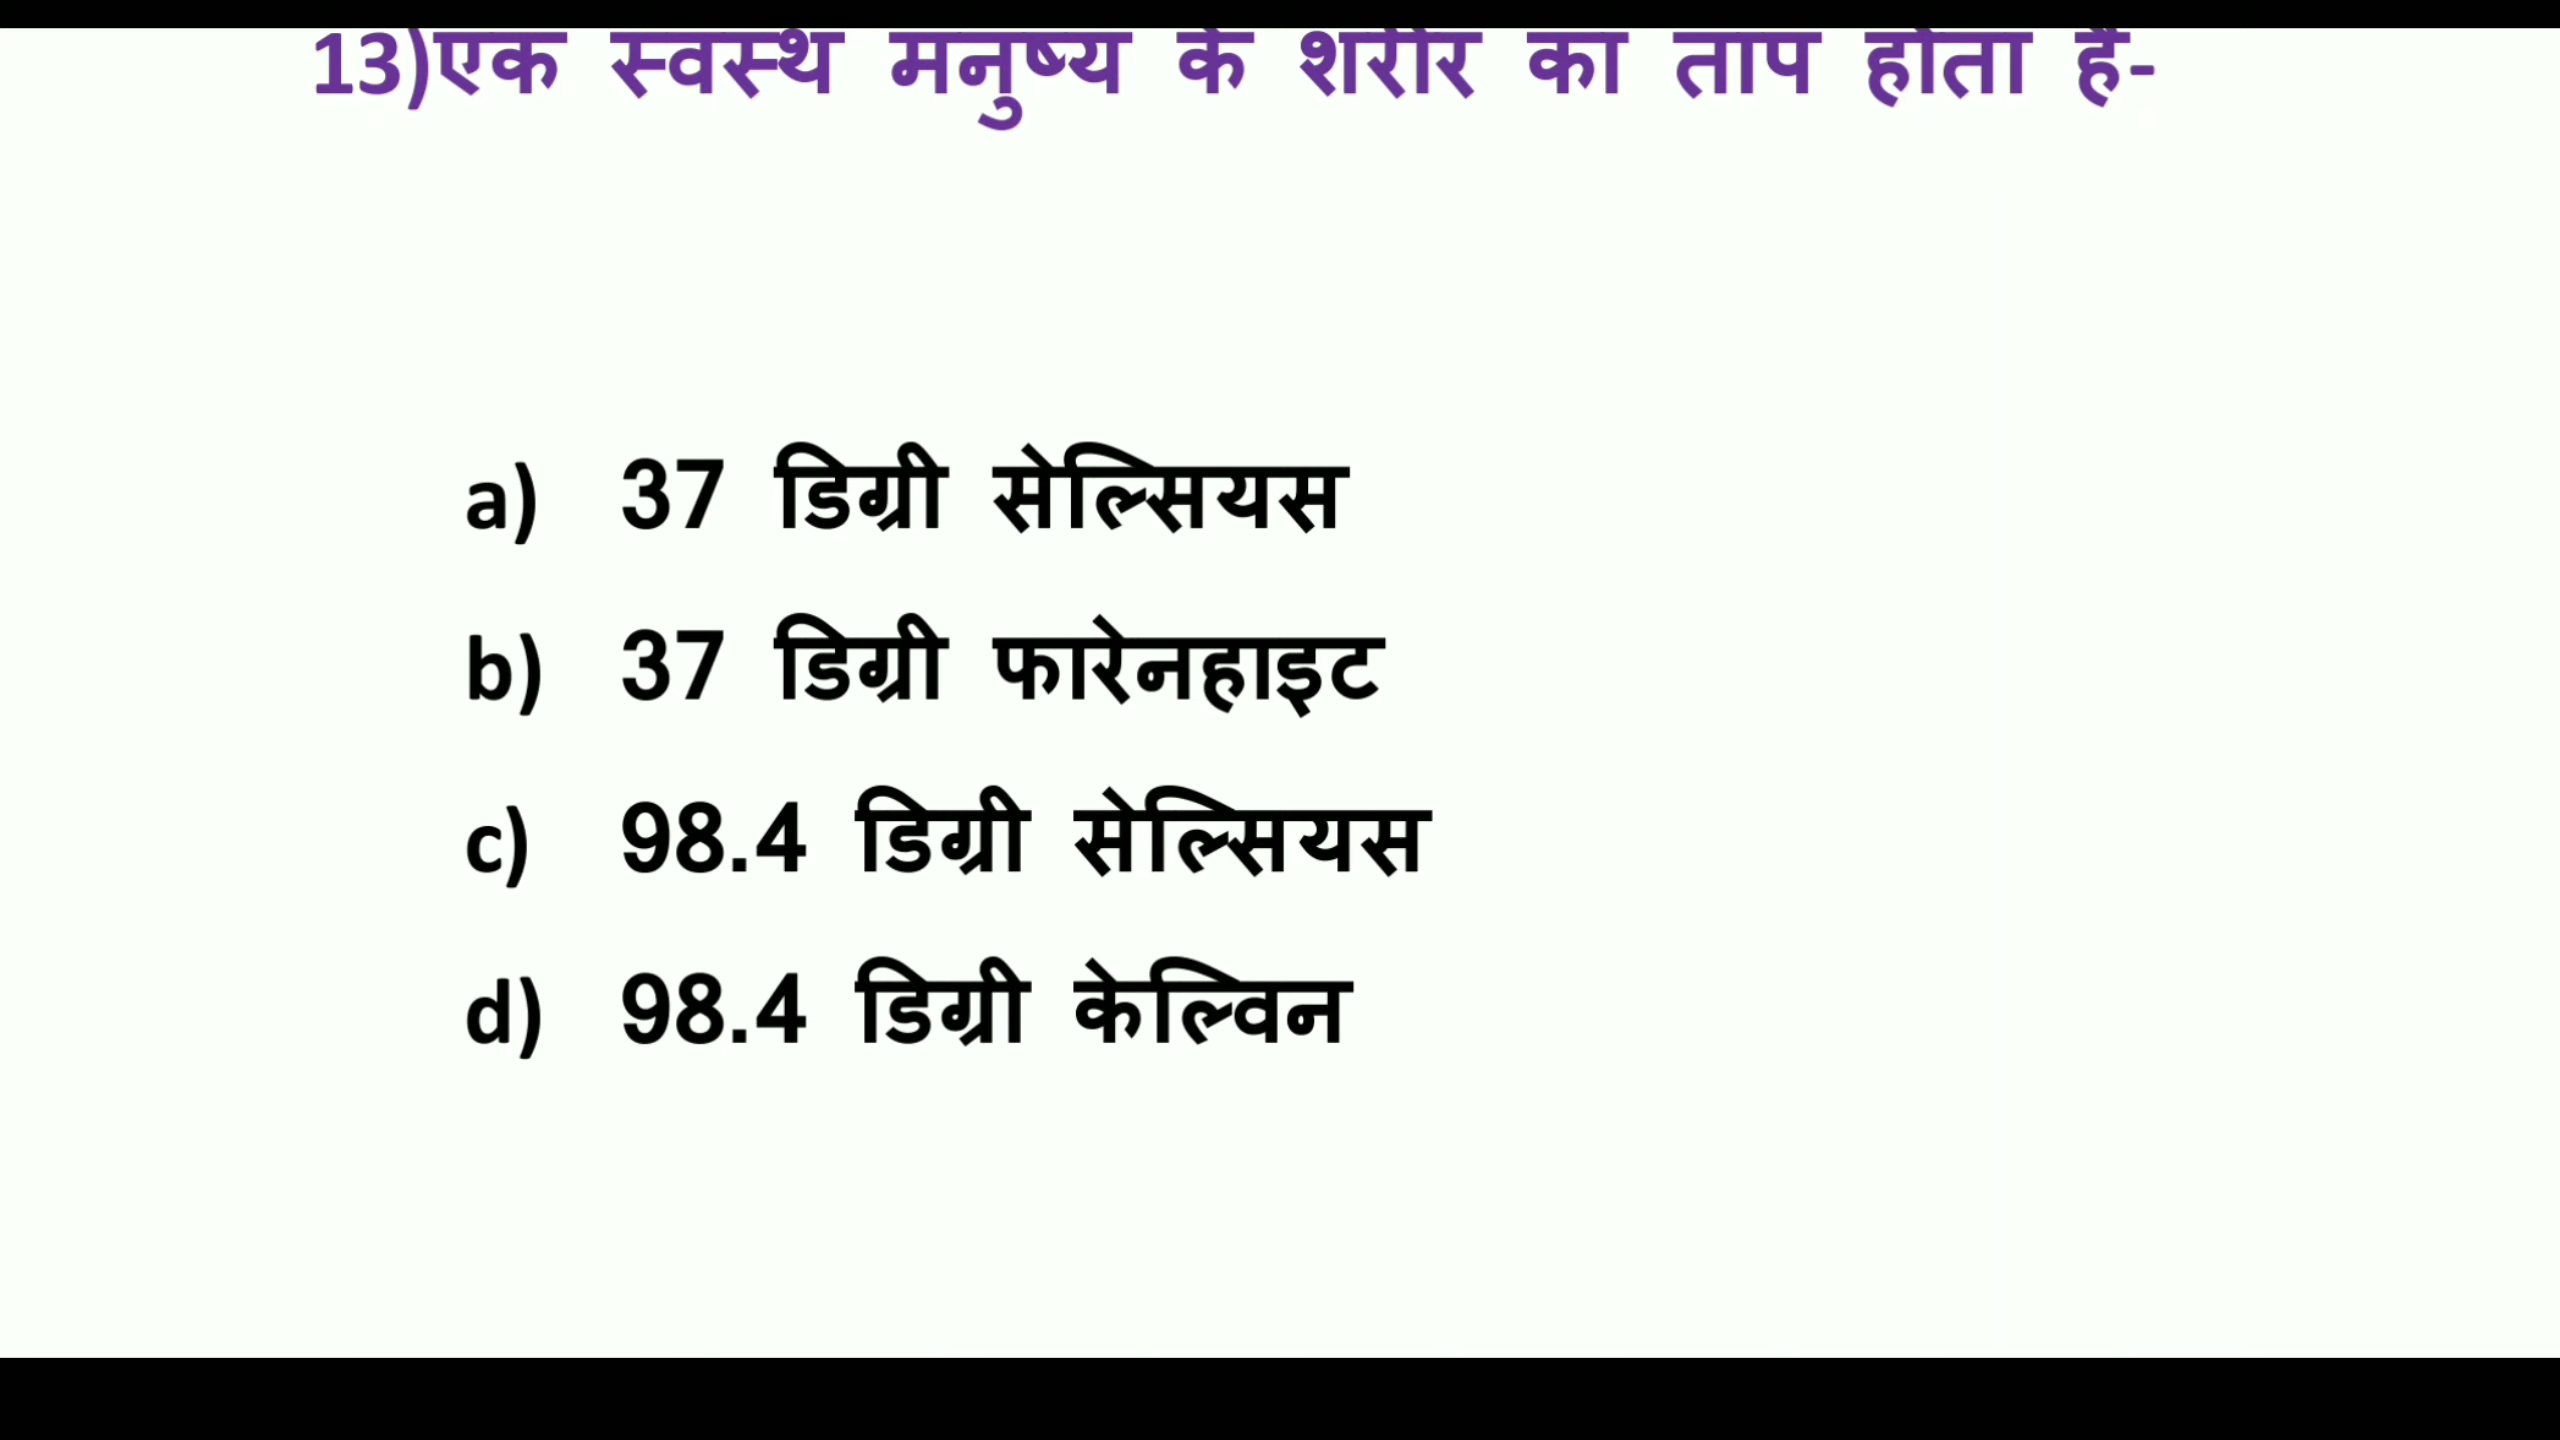 13)एक स्वस्थ मनुष्य के शरीर का ताप होता है-
a) 37 डिग्री सेल्सियस
b) 37 डिग्री फारेनहाइट
c) 98.4 डिग्री सेल्सियस
d) 98.4 डिग्री केल्विन